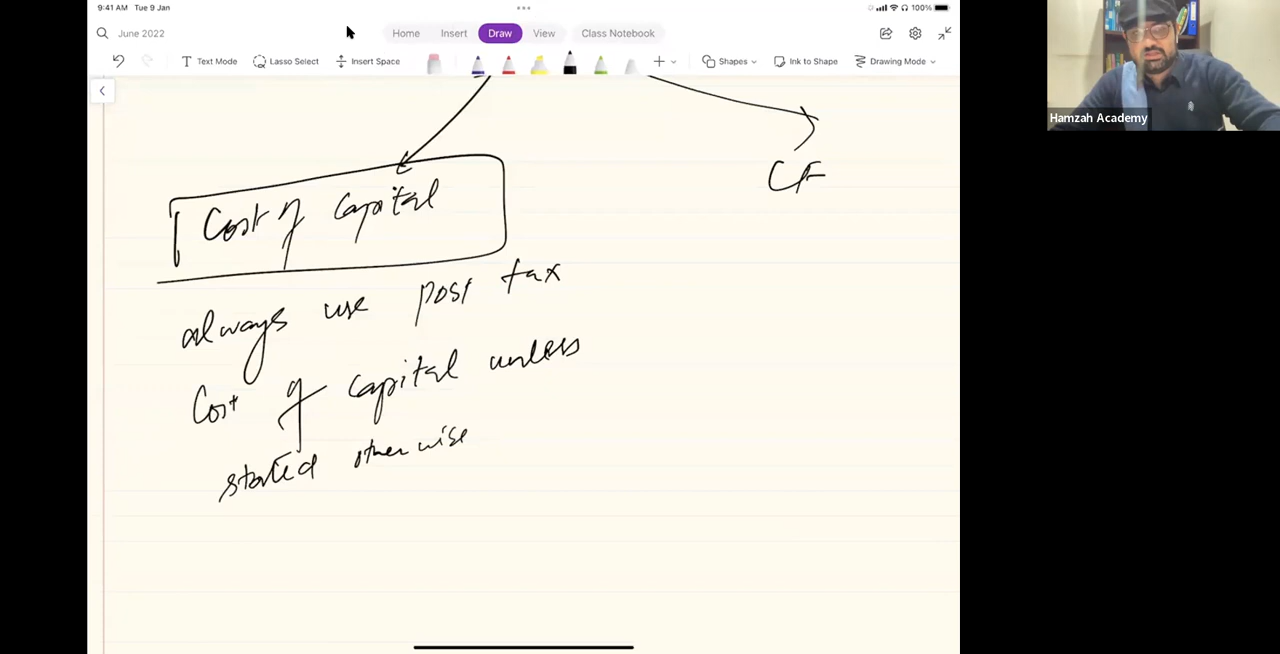 9:41 AM Tue 9 Jan
100%
June 2022
Home Insert Draw View Class Notebook
Text Mode Lasso Select Insert Space Shapes Ink to Shape Drawing Mode
Hamzah Academy
CF
Cost of capital
always use post tax
Cost of capital unless
stated otherwise